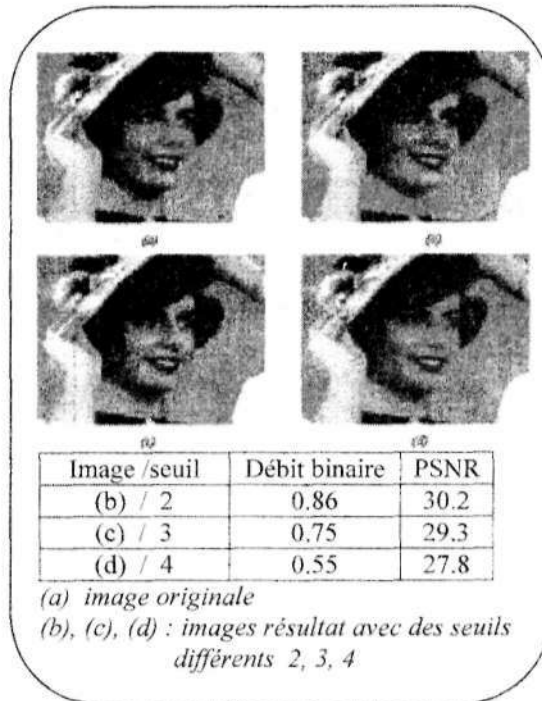 (a)
Image /seuil Débit binaire PSNR
(b) / 2 0.86 30.2
(c) / 3 0.75 29.3
(d) / 4 0.55 27.8
(a) image originale
(b), (c), (d) : images résultat avec des seuils
différents 2, 3, 4